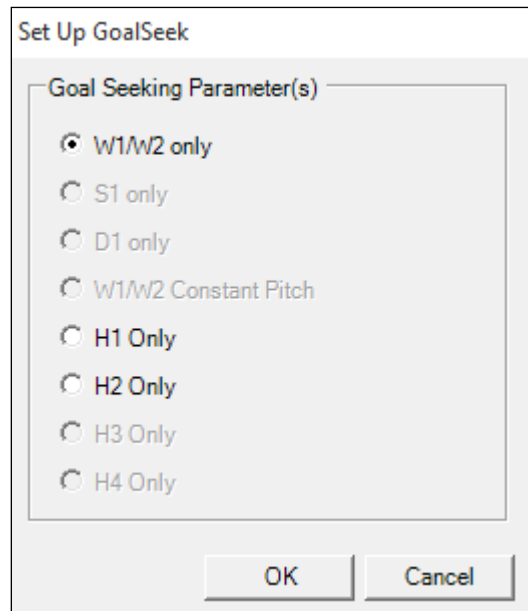 Set Up GoalSeek
Goal Seeking Parameter(s)
W1/W2 only
S1 only
D1 only
W1/W2 Constant Pitch
H1 Only
H2 Only
H3 Only
H4 Only
OK Cancel